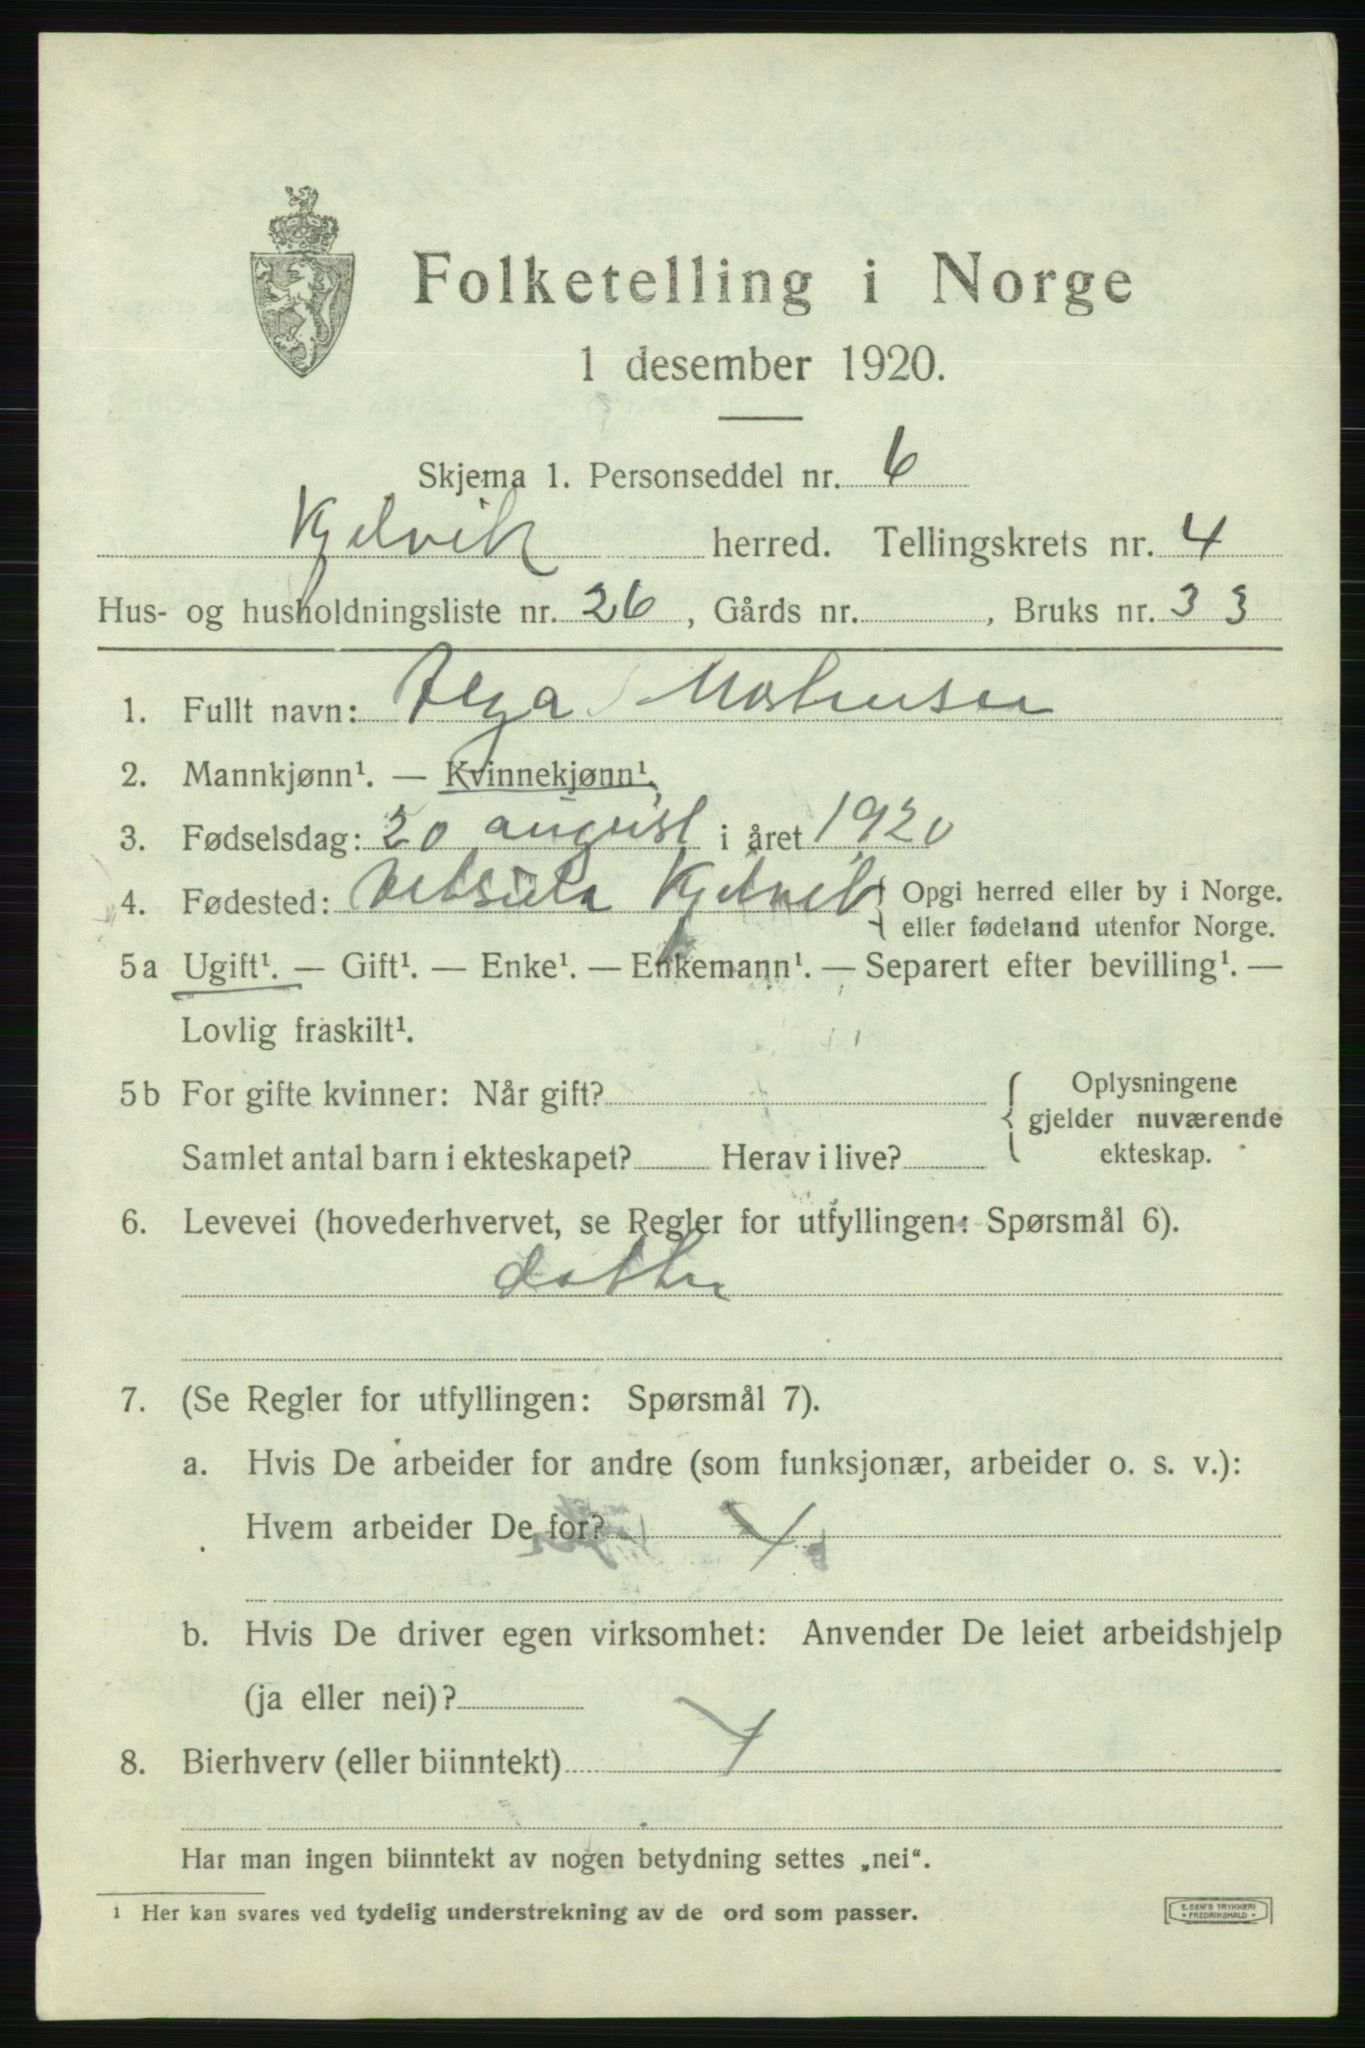 Folketelling i Norge
1 desember 1920.
Skjema 1. Personseddel nr. 6
Kjelvik herred. Tellingskrets nr. 4
Hus- og husholdningsliste nr. 26, Gårds nr. , Bruks nr. 33
1. Fullt navn:
2. Mannkjønn¹. — Kvinnekjønn¹.
3. Fødselsdag: 20 august i året 1920
4. Fødested: Kjelvik { Opgi herred eller by i Norge.
eller fødeland utenfor Norge.
5a Ugift¹. — Gift¹. — Enke¹. — Enkemann¹. — Separert efter bevilling¹. —
Lovlig fraskilt¹.
5b For gifte kvinner: Når gift? { Oplysningene
gjelder nuværende
Samlet antal barn i ekteskapet? Herav i live? ekteskap.
6. Levevei (hovederhvervet, se Regler for utfyllingen: Spørsmål 6).
datter
7. (Se Regler for utfyllingen: Spørsmål 7).
a. Hvis De arbeider for andre (som funksjonær, arbeider o. s. v.):
Hvem arbeider De for?
b. Hvis De driver egen virksomhet: Anvender De leiet arbeidshjelp
(ja eller nei)?
8. Bierhverv (eller biinntekt)
Har man ingen biinntekt av nogen betydning settes „nei“.
¹ Her kan svares ved tydelig understrekning av de ord som passer.
E. SEM'S TRYKKERI
• FREDRIKSHALD •